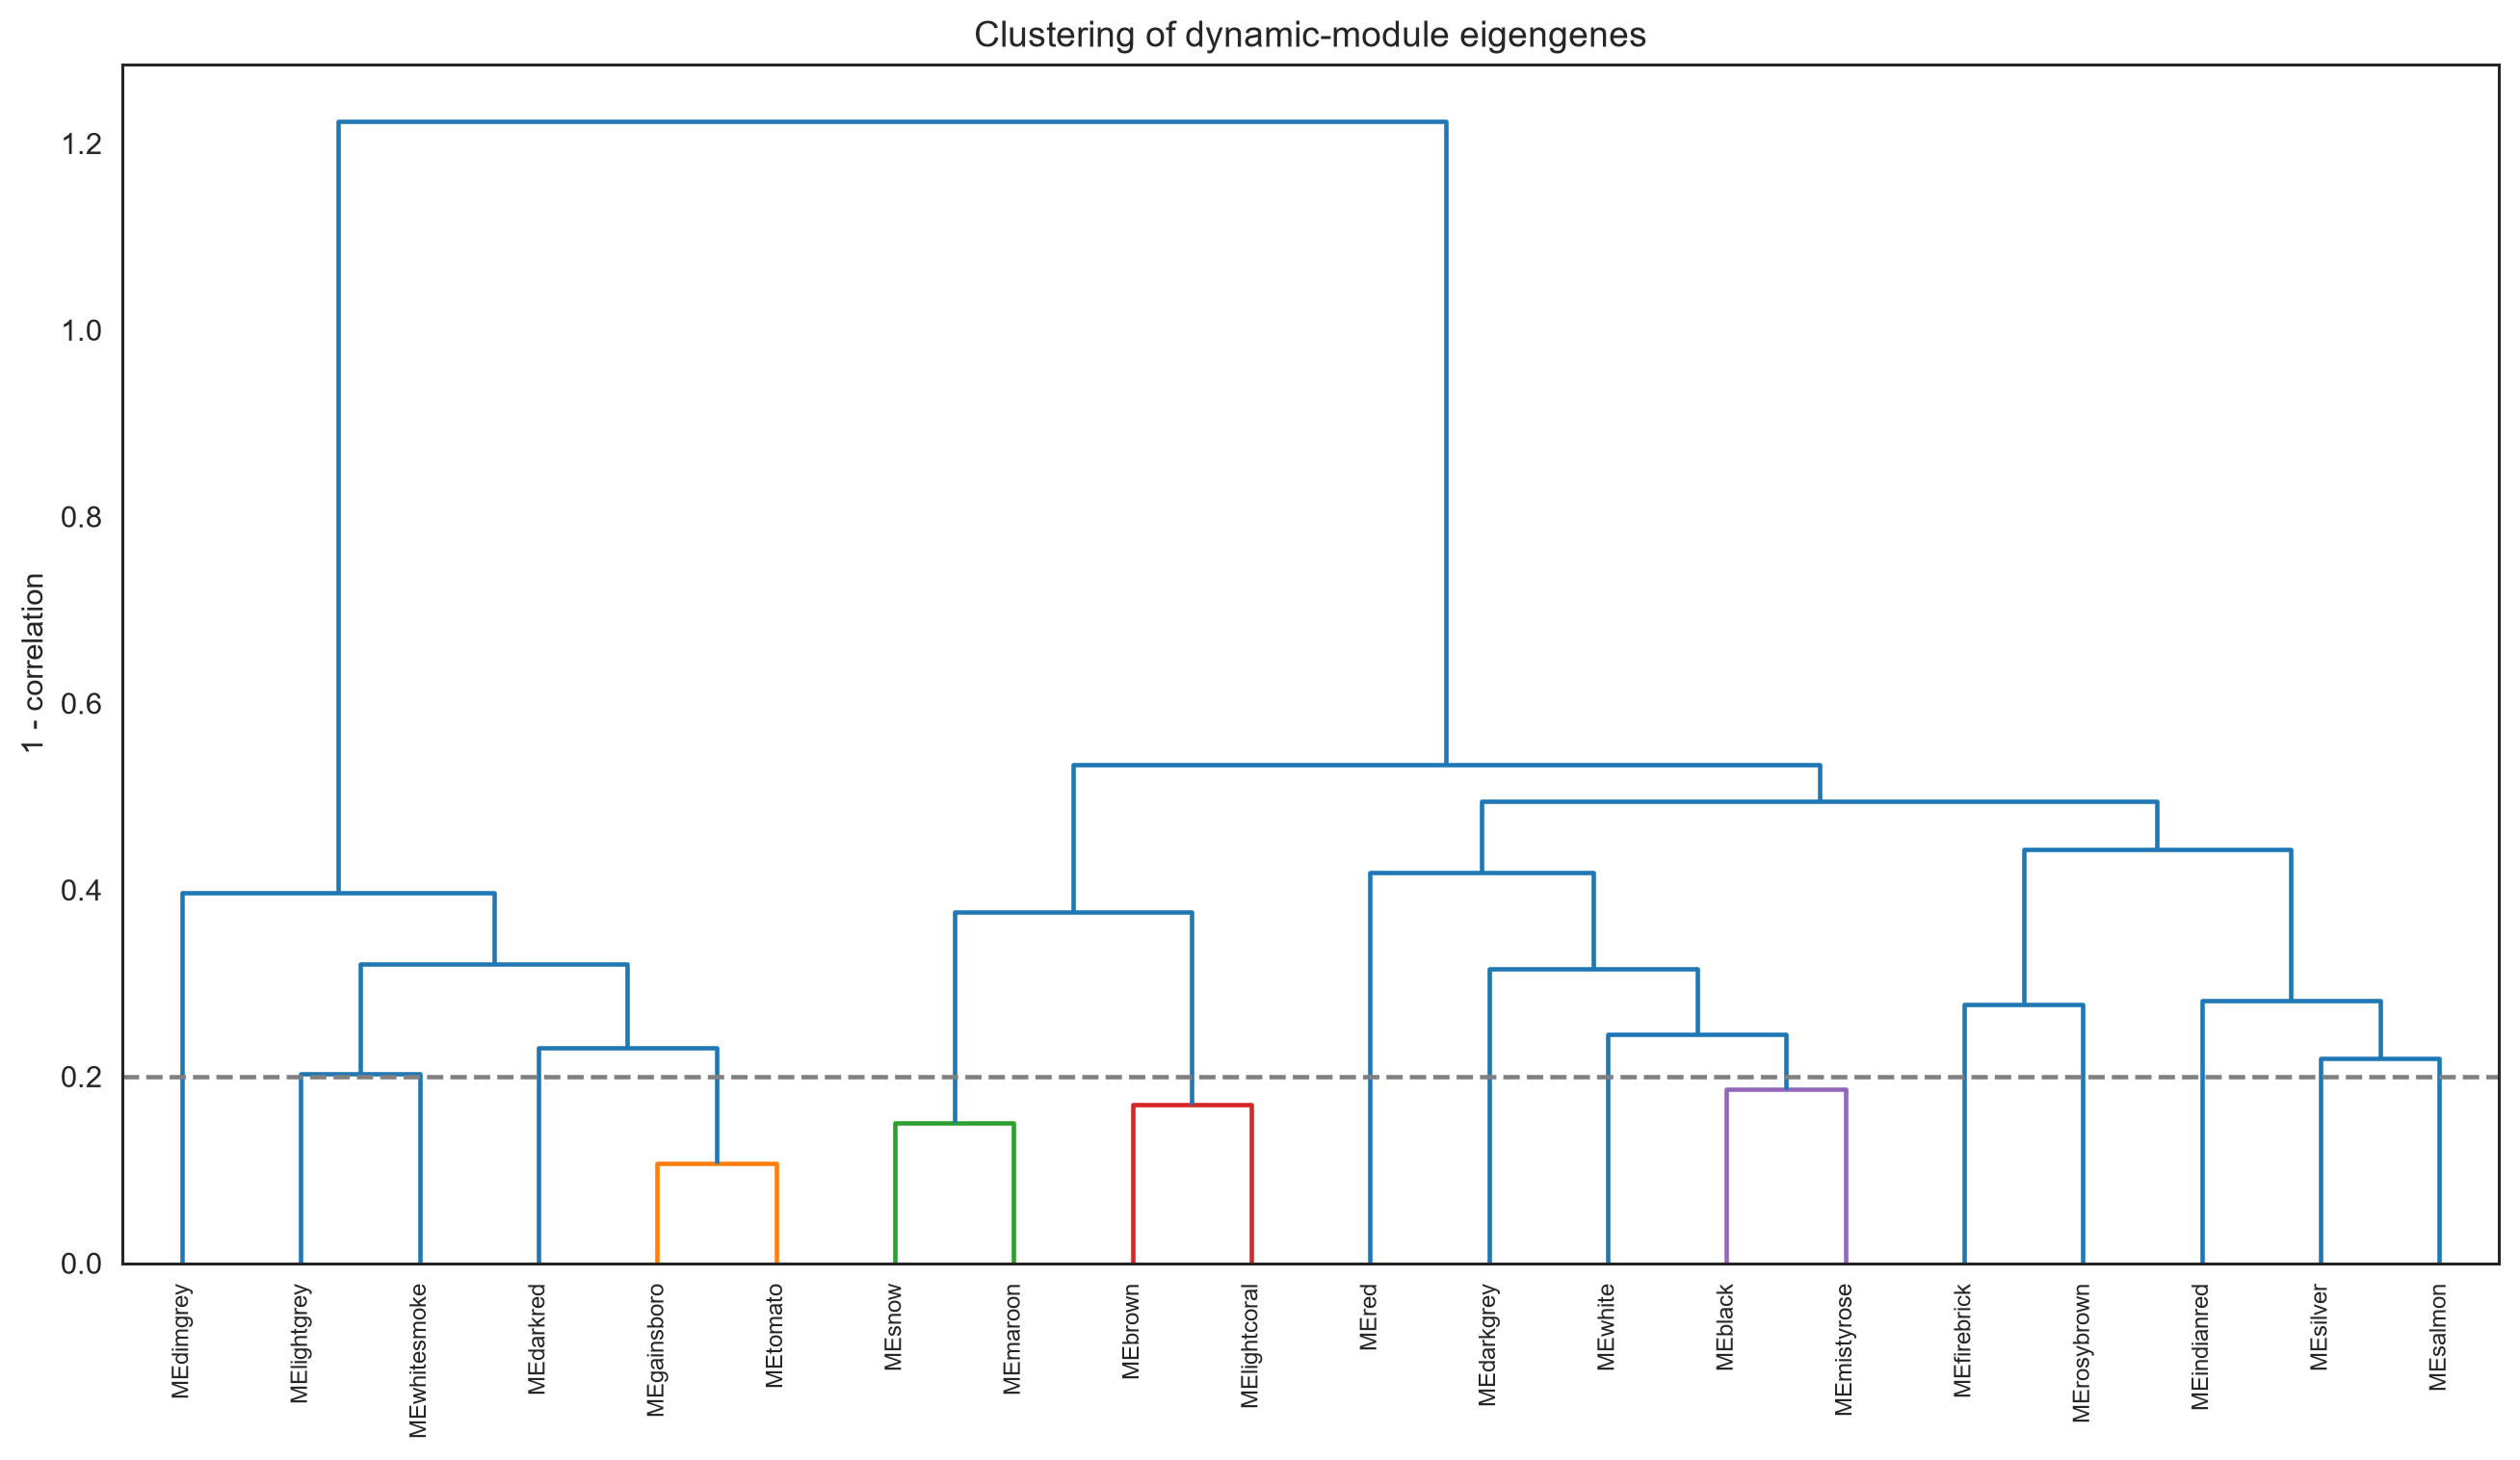 Clustering of dynamic-module eigengenes
1 - correlation
1.2
1.0
0.8
0.6
0.4
0.2
0.0
MEdimgrey
MElightgrey
MEwhitesmoke
MEdarkred
MEgainsboro
MEtomato
MEsnow
MEmaroon
MEbrown
MElightcoral
MEred
MEdarkgrey
MEwhite
MEblack
MEmistyrose
MEfirebrick
MErosybrown
MEindianred
MEsilver
MEsalmon